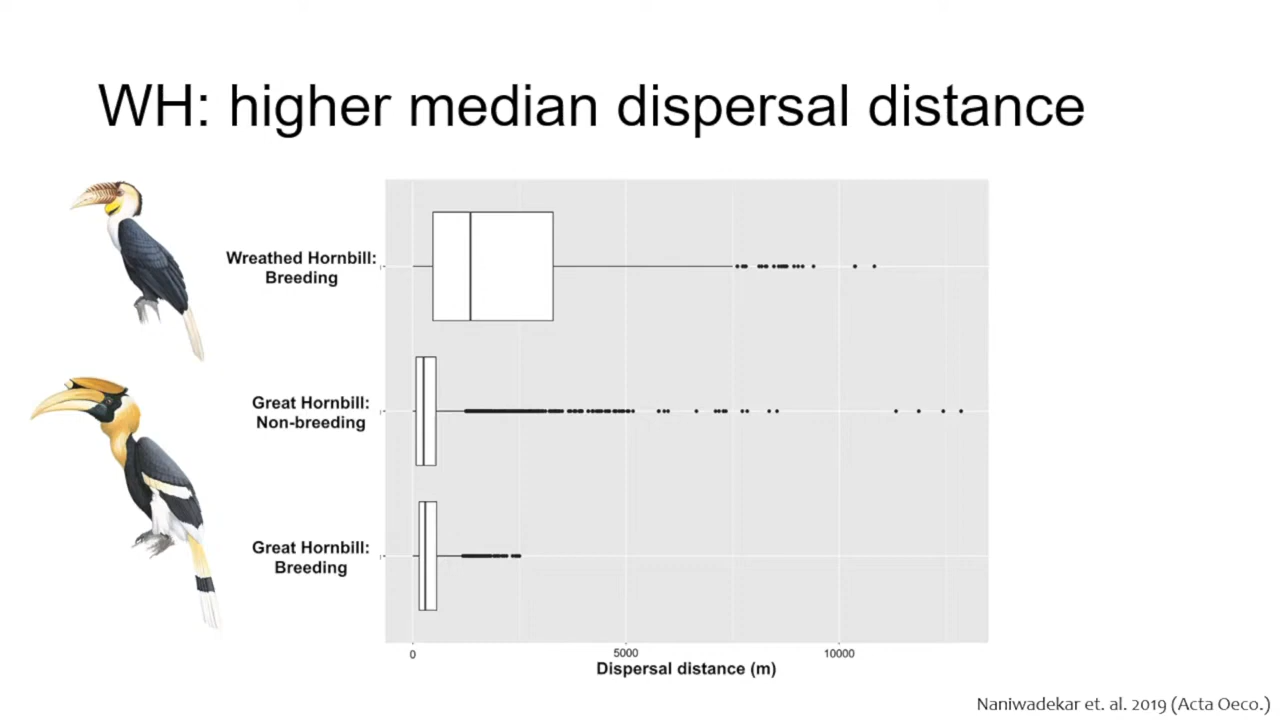 WH: higher median dispersal distance
Wreathed Hornbill:
Breeding
Great Hornbill:
Non-breeding
Great Hornbill:
Breeding
0
5000
10000
Dispersal distance (m)
Naniwadekar et. al. 2019 (Acta Oeco.)